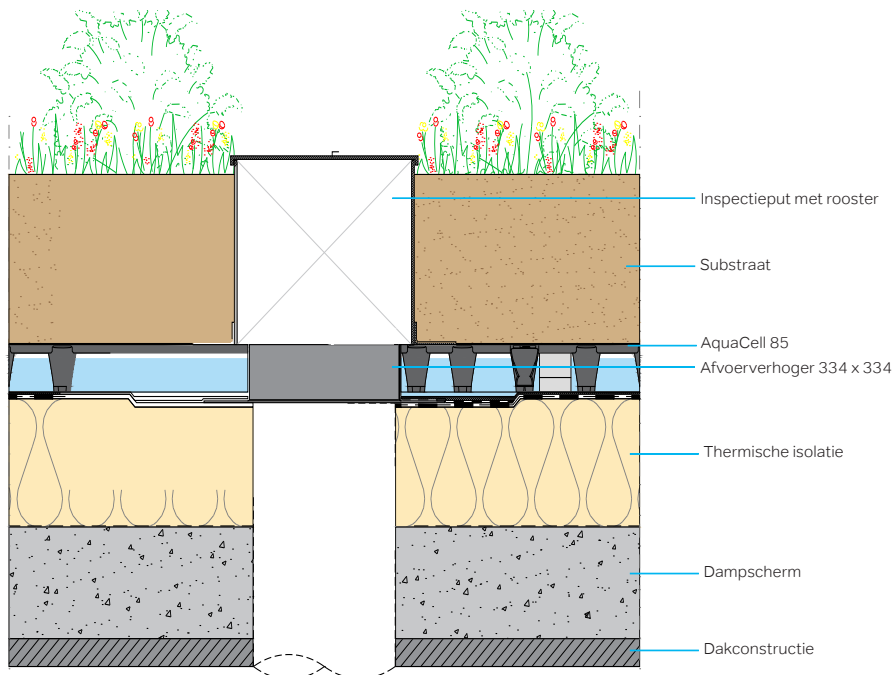 Inspectieput met rooster
Substraat
AquaCell 85
Afvoerverhoger 334 x 334
Thermische isolatie
Dampscherm
Dakconstructie